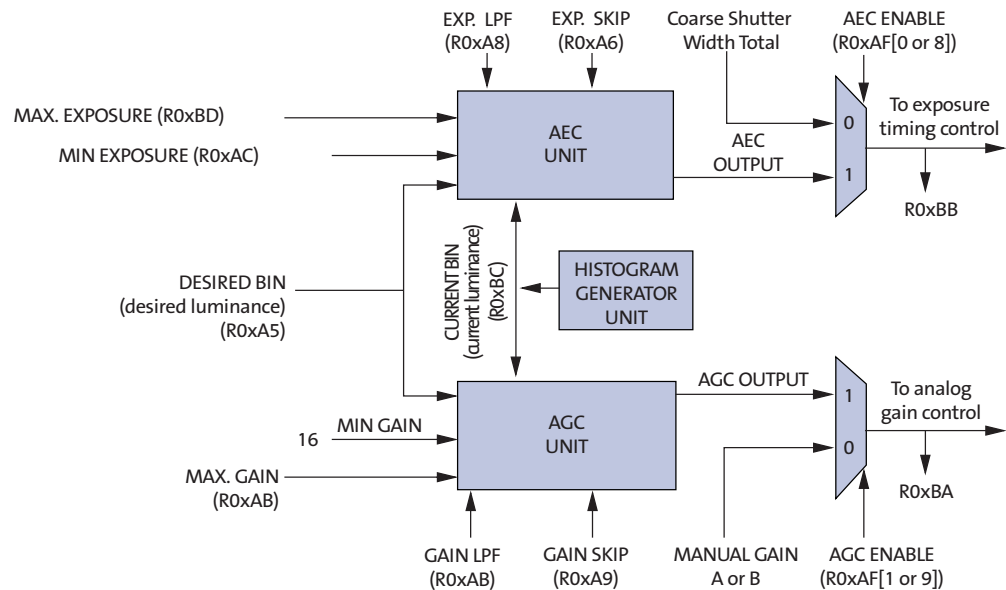 EXP. LPF
(R0xA8)
EXP. SKIP
(R0xA6)
Coarse Shutter
Width Total
AEC ENABLE
(R0xAF[0 or 8])
MAX. EXPOSURE (R0xBD)
MIN EXPOSURE (R0xAC)
AEC
UNIT
AEC
OUTPUT
0
1
To exposure
timing control
R0xBB
DESIRED BIN
(desired luminance)
(R0xA5)
CURRENT BIN
(current luminance)
(R0xBC)
HISTOGRAM
GENERATOR
UNIT
16
MIN GAIN
MAX. GAIN
(R0xAB)
AGC
UNIT
AGC OUTPUT
1
0
To analog
gain control
R0xBA
GAIN LPF
(R0xAB)
GAIN SKIP
(R0xA9)
MANUAL GAIN
A or B
AGC ENABLE
(R0xAF[1 or 9])